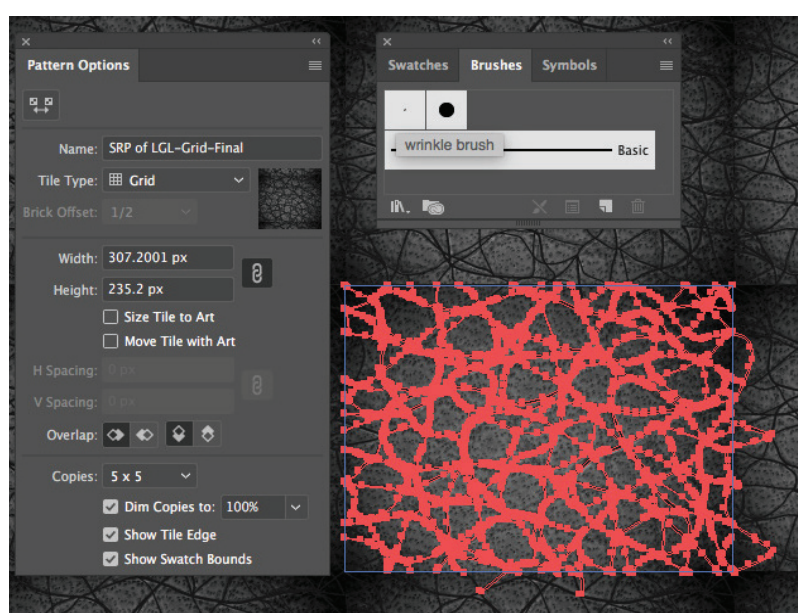 Pattern Options
Name: SRP of LGL-Grid-Final
Tile Type: Grid
Brick Offset: 1/2
Width: 307.2001 px
Height: 235.2 px
Size Tile to Art
Move Tile with Art
H Spacing: 0 px
V Spacing: 0 px
Overlap:
Copies: 5 x 5
Dim Copies to: 100%
Show Tile Edge
Show Swatch Bounds
Swatches Brushes Symbols
wrinkle brush
Basic